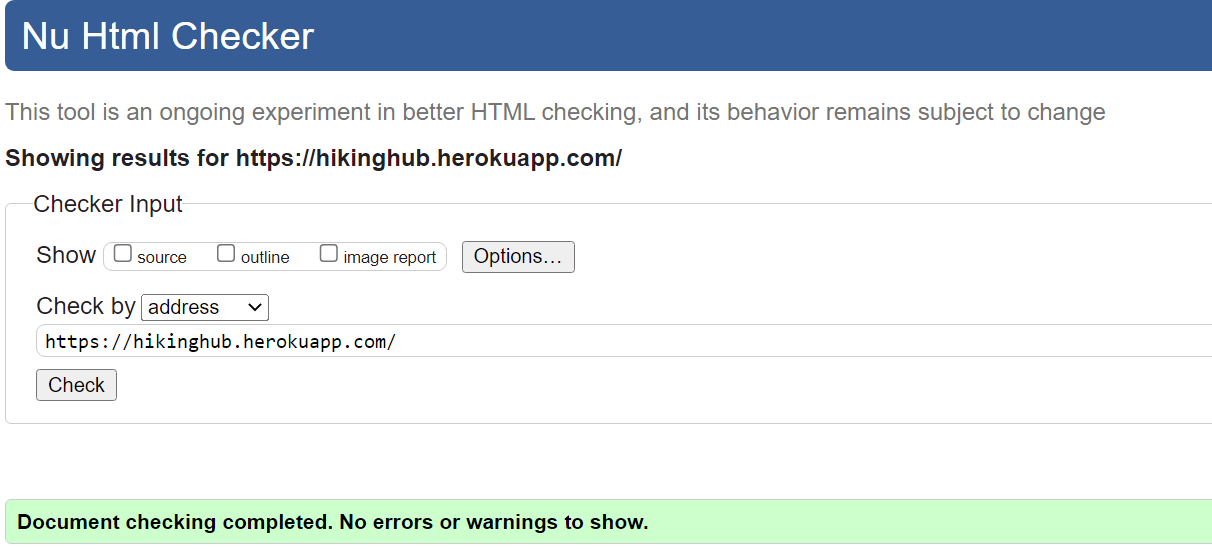 Nu Html Checker
This tool is an ongoing experiment in better HTML checking, and its behavior remains subject to change
Showing results for https://hikinghub.herokuapp.com/
Checker Input
Show source outline image report Options…
Check by address
https://hikinghub.herokuapp.com/
Check
Document checking completed. No errors or warnings to show.